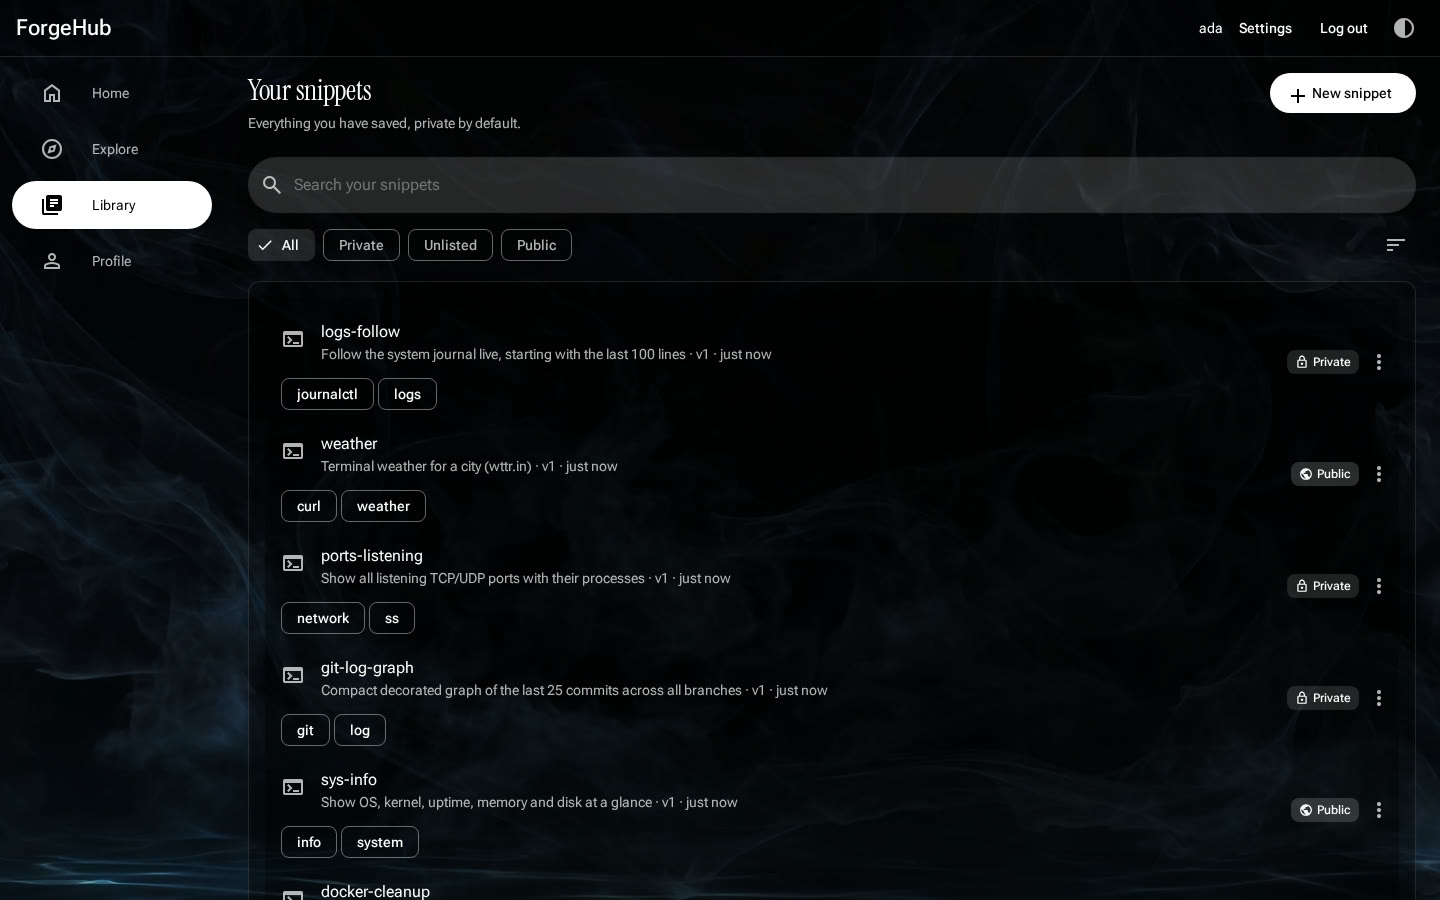 ForgeHub
ada Settings Log out
Home
Explore
Library
Profile
Your snippets
Everything you have saved, private by default.
New snippet
Search your snippets
All Private Unlisted Public
logs-follow
Follow the system journal live, starting with the last 100 lines · v1 · just now
Private
journalctl logs
weather
Terminal weather for a city (wttr.in) · v1 · just now
Public
curl weather
ports-listening
Show all listening TCP/UDP ports with their processes · v1 · just now
Private
network ss
git-log-graph
Compact decorated graph of the last 25 commits across all branches · v1 · just now
Private
git log
sys-info
Show OS, kernel, uptime, memory and disk at a glance · v1 · just now
Public
info system
docker-cleanup